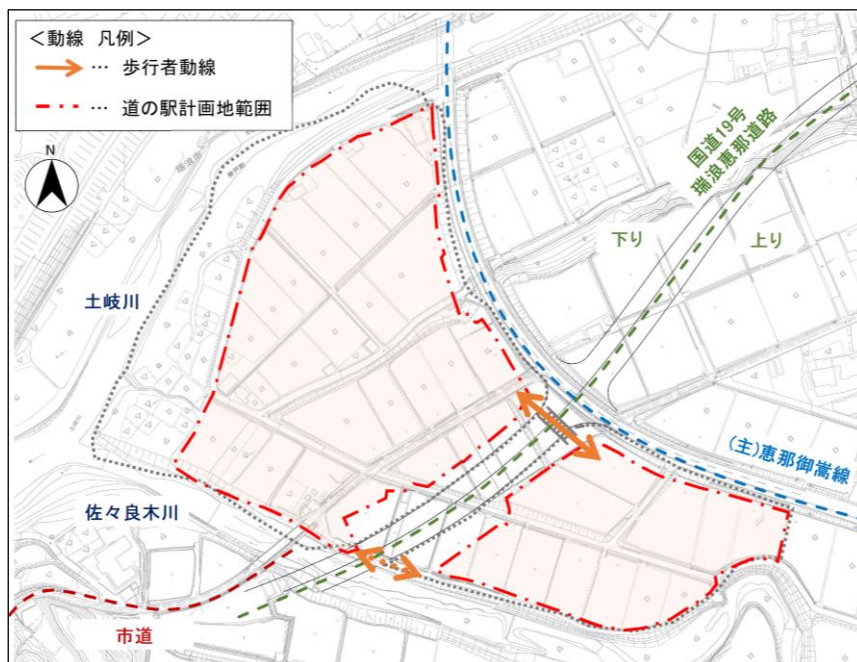 <動線 凡例>
… 歩行者動線
… 道の駅計画地範囲
N
国道19号
瑞浪恵那道路
下り
上り
土岐川
(主)恵那御嵩線
佐々良木川
市道